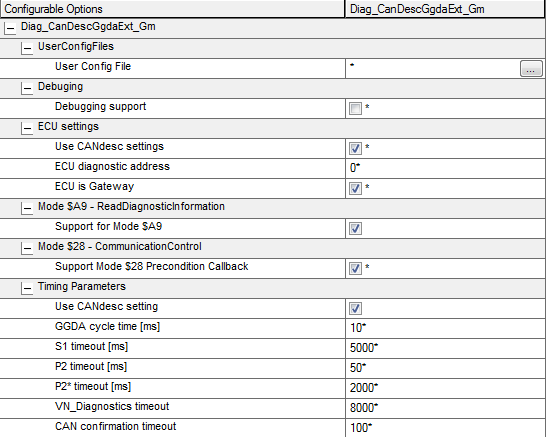 Configurable Options Diag_CanDescGgdaExt_Gm
Diag_CanDescGgdaExt_Gm
UserConfigFiles
User Config File * ...
Debuging
Debugging support *
ECU settings
Use CANdesc settings *
ECU diagnostic address 0*
ECU is Gateway *
Mode $A9 - ReadDiagnosticInformation
Support for Mode $A9
Mode $28 - CommunicationControl
Support Mode $28 Precondition Callback *
Timing Parameters
Use CANdesc setting
GGDA cycle time [ms] 10*
S1 timeout [ms] 5000*
P2 timeout [ms] 50*
P2* timeout [ms] 2000*
VN_Diagnostics timeout 8000*
CAN confirmation timeout 100*